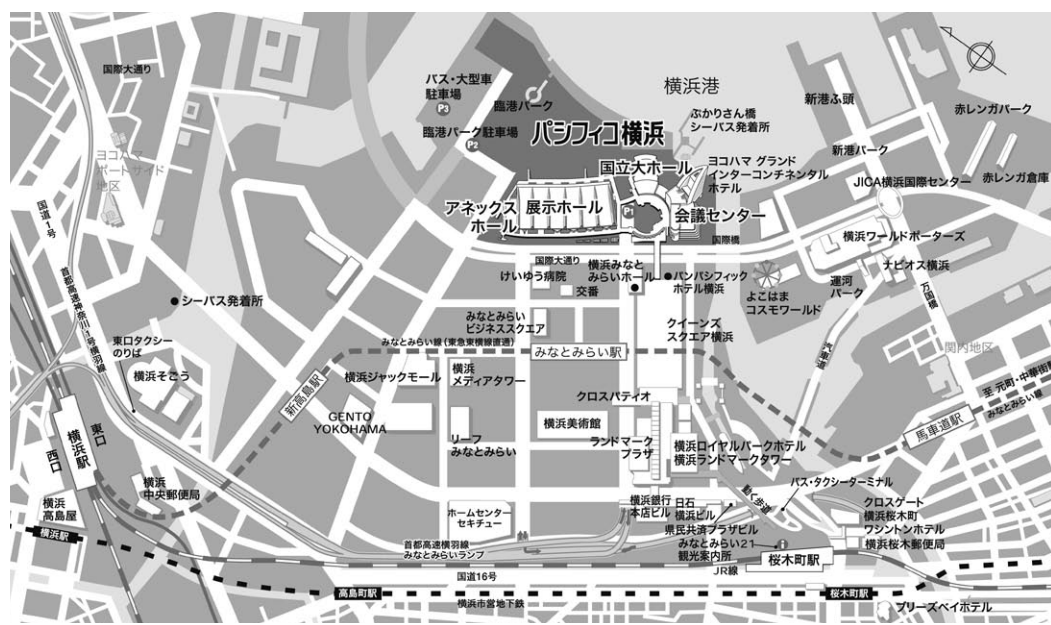 国際大通り
バス・大型車
駐車場
P3
臨港パーク
横浜港
新港ふ頭
赤レンガパーク
臨港パーク駐車場
P2
パシフィコ横浜
ぷかりさん橋
シーバス発着所
新港パーク
ヨコハマ
ポートサイド
地区
国立大ホール
ヨコハマ グランド
インターコンチネンタル
ホテル
JICA横浜国際センター
赤レンガ倉庫
国道1号
アネックス
ホール
展示ホール
P1
会議センター
国際橋
横浜ワールドポーターズ
首都高速神奈川1号横羽線
国際大通り
けいゆう病院
交番
横浜みなと
みらいホール
パンパシフィック
ホテル横浜
よこはま
コスモワールド
運河
パーク
ナビオス横浜
万国橋
シーバス発着所
みなとみらい
ビジネススクエア
クイーンズ
スクエア横浜
汽車道
関内地区
東口タクシー
のりば
横浜そごう
みなとみらい線(東急東横線直通)
みなとみらい駅
新高島駅
横浜ジャックモール
横浜
メディアタワー
クロスパティオ
至 元町・中華街駅
みなとみらい線
馬車道駅
GENTO
YOKOHAMA
リーフ
みなとみらい
横浜美術館
ランドマーク
プラザ
横浜ロイヤルパークホテル
横浜ランドマークタワー
東口
横浜駅
西口
横浜
中央郵便局
横浜
高島屋
横浜駅
ホームセンター
セキチュー
横浜銀行
本店ビル
日石
横浜ビル
動く歩道
バス・タクシーターミナル
県民共済プラザビル
みなとみらい21
観光案内所
クロスゲート
横浜桜木町
ワシントンホテル
横浜桜木郵便局
首都高速横羽線
みなとみらいランプ
桜木町駅
JR線
国道16号
高島町駅
横浜市営地下鉄
桜木町駅
ブリーズベイホテル